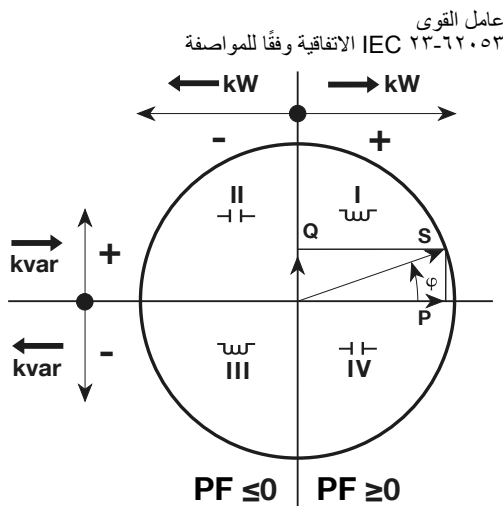 عامل القوى
الاتفاقية وفقًا للمواصفة IEC ٦٢٠٥٣-٢٣
kW kW
- +
II I
Q S
kvar +
φ
P
kvar -
III IV
PF ≤0 PF ≥0